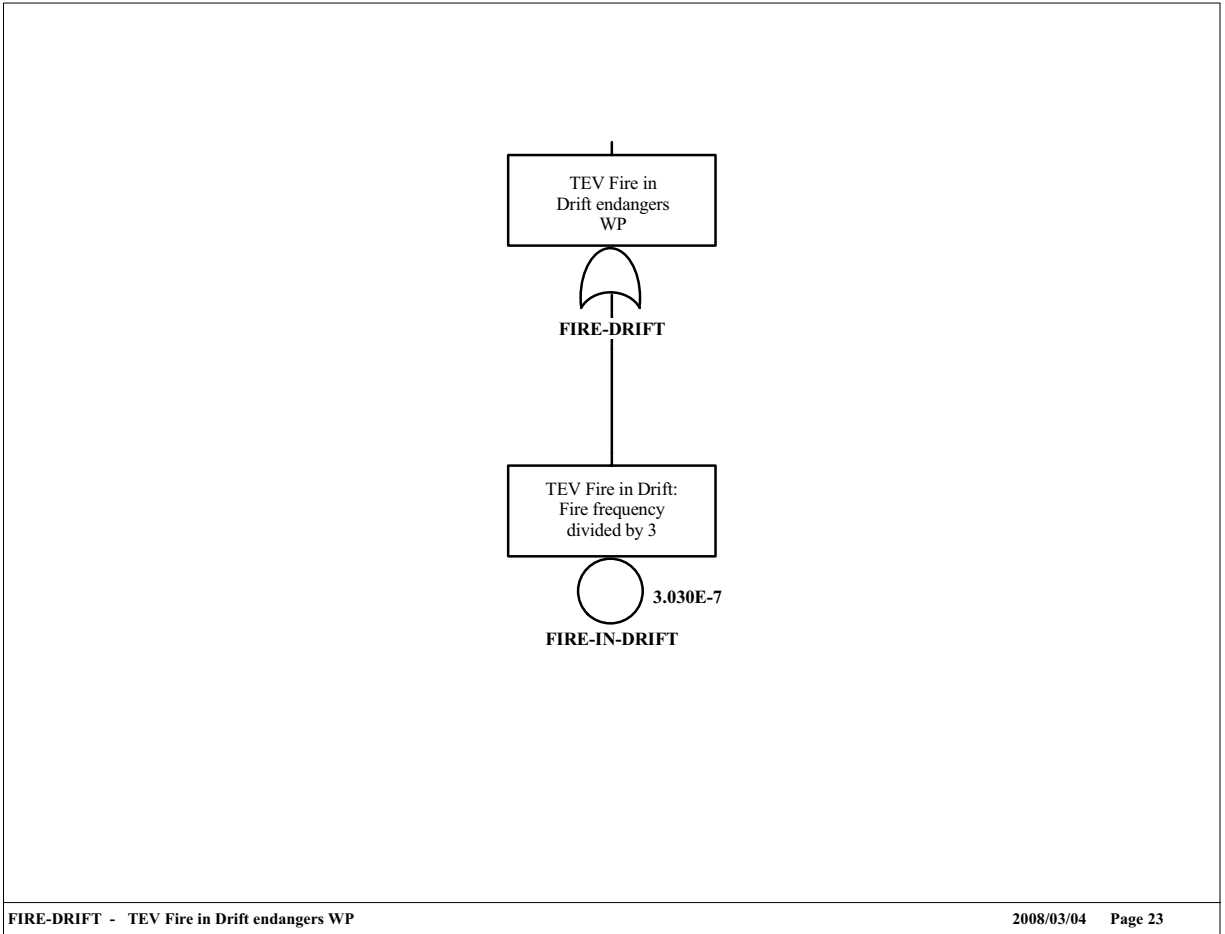 TEV Fire in
Drift endangers
WP
FIRE-DRIFT
TEV Fire in Drift:
Fire frequency
divided by 3
3.030E-7
FIRE-IN-DRIFT
FIRE-DRIFT - TEV Fire in Drift endangers WP 2008/03/04 Page 23